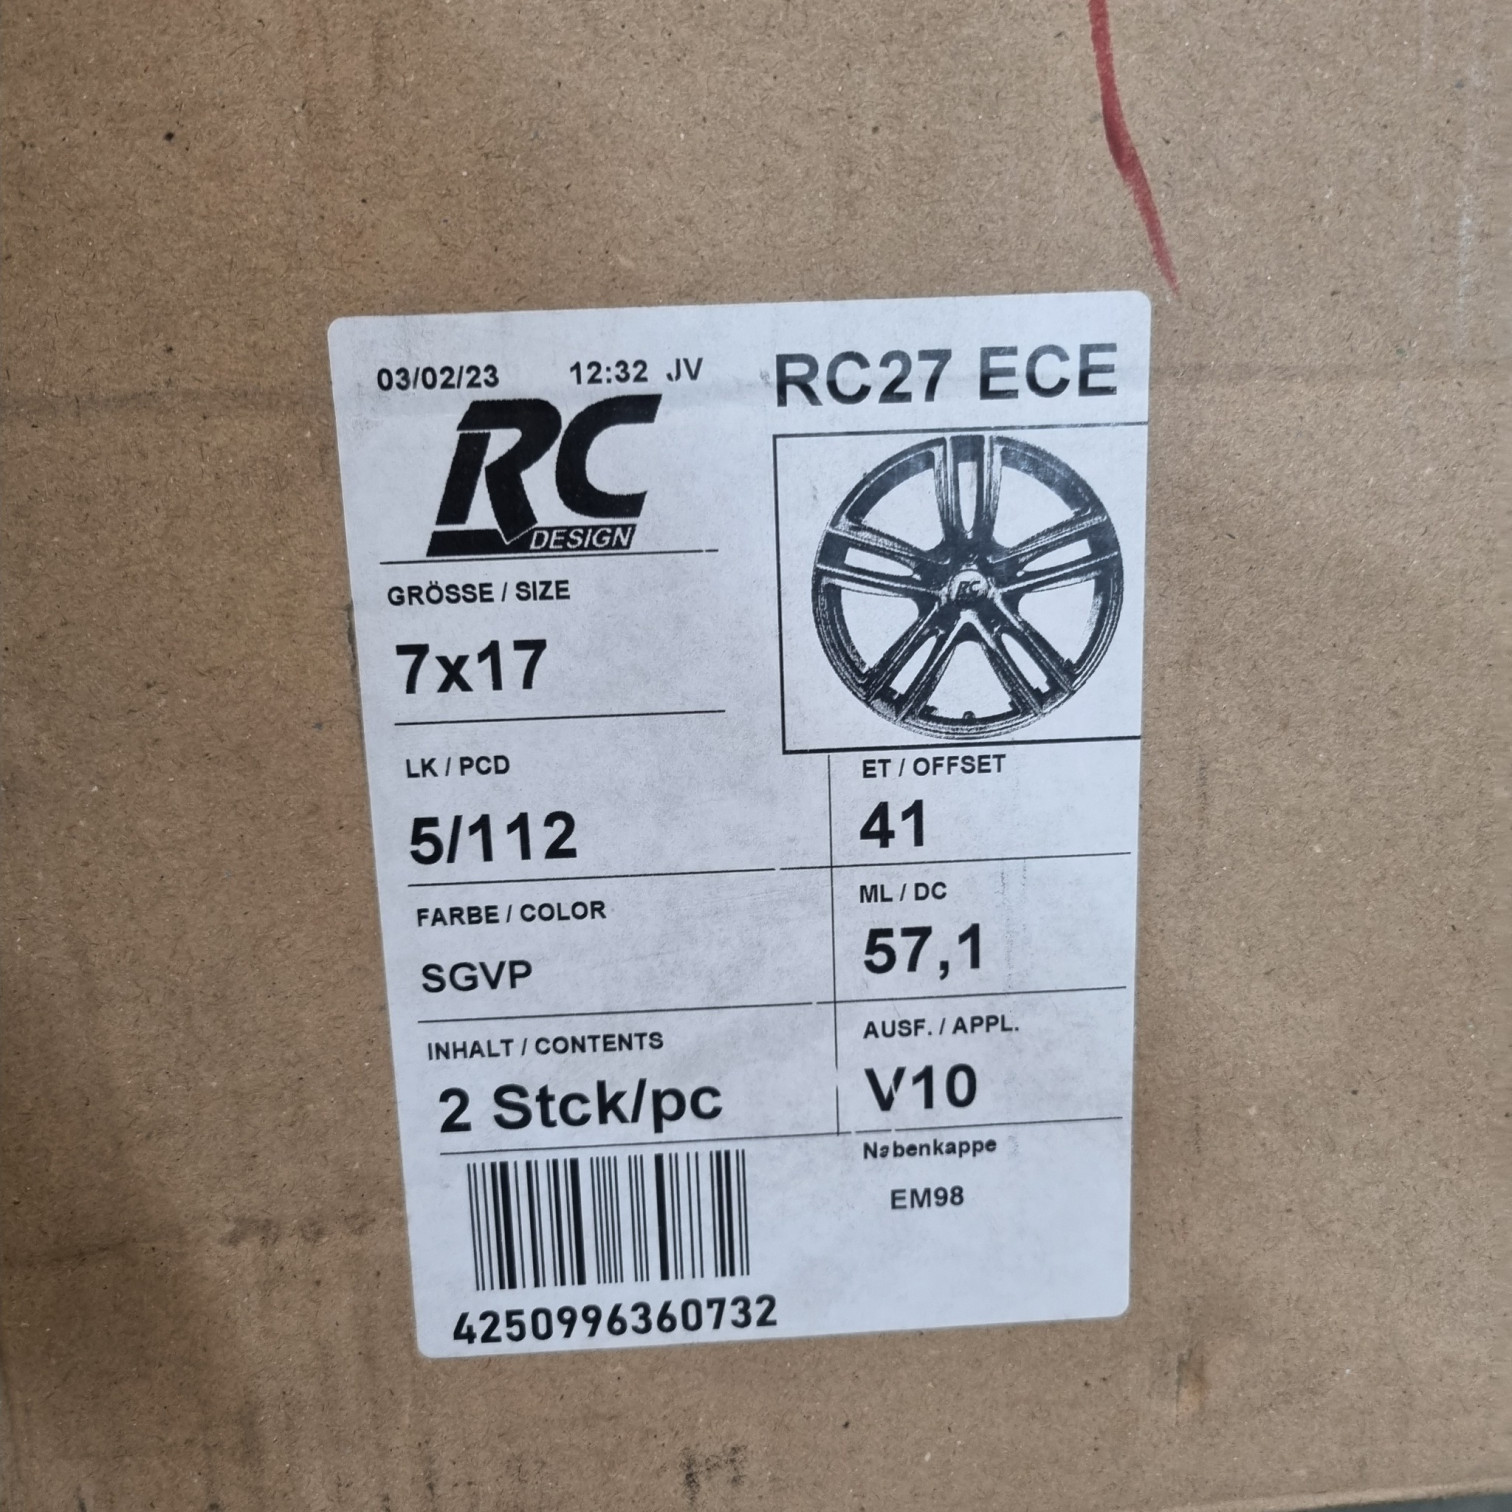 03/02/23 12:32 JV
RC27 ECE
RC
DESIGN
RC
GRÖSSE / SIZE
7x17
LK / PCD
5/112
ET / OFFSET
41
FARBE / COLOR
SGVP
ML / DC
57,1
INHALT / CONTENTS
2 Stck/pc
AUSF. / APPL.
V10
Nabenkappe
EM98
4250996360732